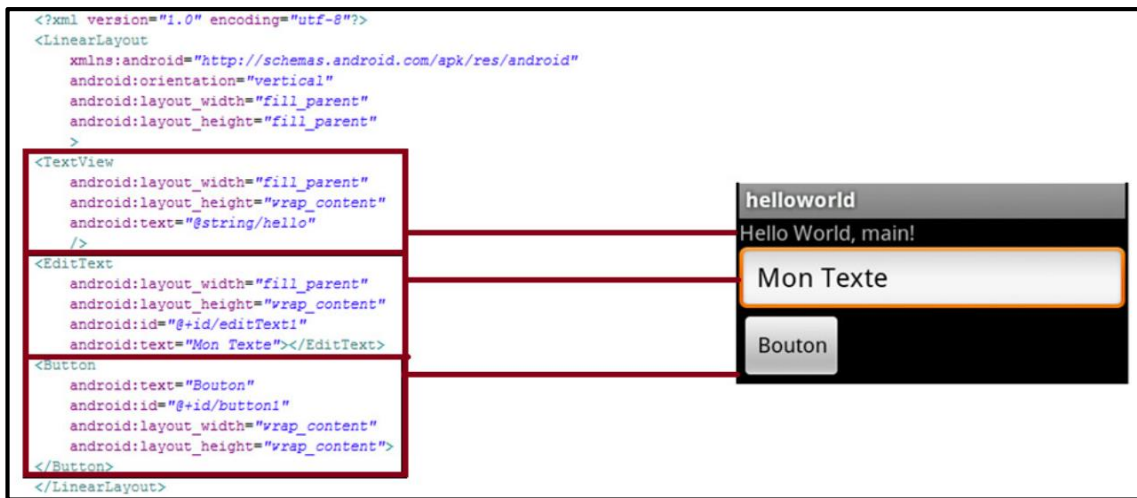 <?xml version="1.0" encoding="utf-8"?>
<LinearLayout
xmlns:android="http://schemas.android.com/apk/res/android"
android:orientation="vertical"
android:layout_width="fill_parent"
android:layout_height="fill_parent"
>
<TextView
android:layout_width="fill_parent"
android:layout_height="wrap_content"
android:text="@string/hello"
/>
<EditText
android:layout_width="fill_parent"
android:layout_height="wrap_content"
android:id="@+id/editText1"
android:text="Mon Texte"></EditText>
<Button
android:text="Bouton"
android:id="@+id/button1"
android:layout_width="wrap_content"
android:layout_height="wrap_content">
</Button>
</LinearLayout>
helloworld
Hello World, main!
Mon Texte
Bouton